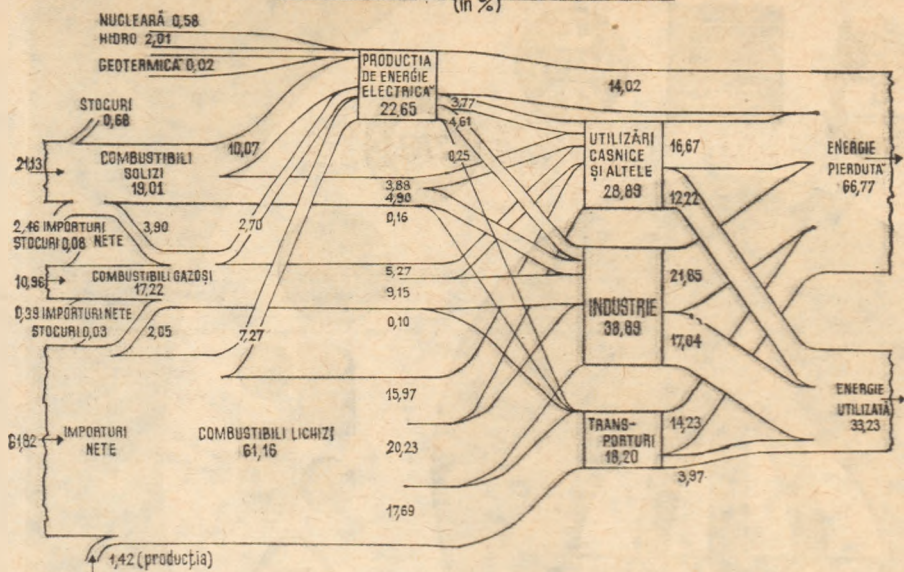 (în %)
NUCLEARĂ 0,58
HIDRO 2,01
GEOTERMICĂ 0,02
STOCURI
0,68
21,13
COMBUSTIBILI
SOLIZI
19,01
10,07
PRODUCȚIA
DE ENERGIE
ELECTRICĂ
22,65
3,77
4,61
0,25
14,02
UTILIZĂRI
CASNICE
ȘI ALTELE
28,89
16,67
12,22
ENERGIE
PIERDUTĂ
66,77
3,88
4,90
0,16
2,46 IMPORTURI
NETE
STOCURI 0,08
3,90
2,70
10,96
COMBUSTIBILI GAZOȘI
17,22
5,27
9,15
0,10
0,39 IMPORTURI NETE
STOCURI 0,03
2,05
7,27
INDUSTRIE
38,69
21,65
17,04
61,82
IMPORTURI
NETE
COMBUSTIBILI LICHIZI
61,16
15,97
20,23
17,69
TRANS-
PORTURI
18,20
14,23
3,97
ENERGIE
UTILIZATĂ
33,23
1,42 (producția)